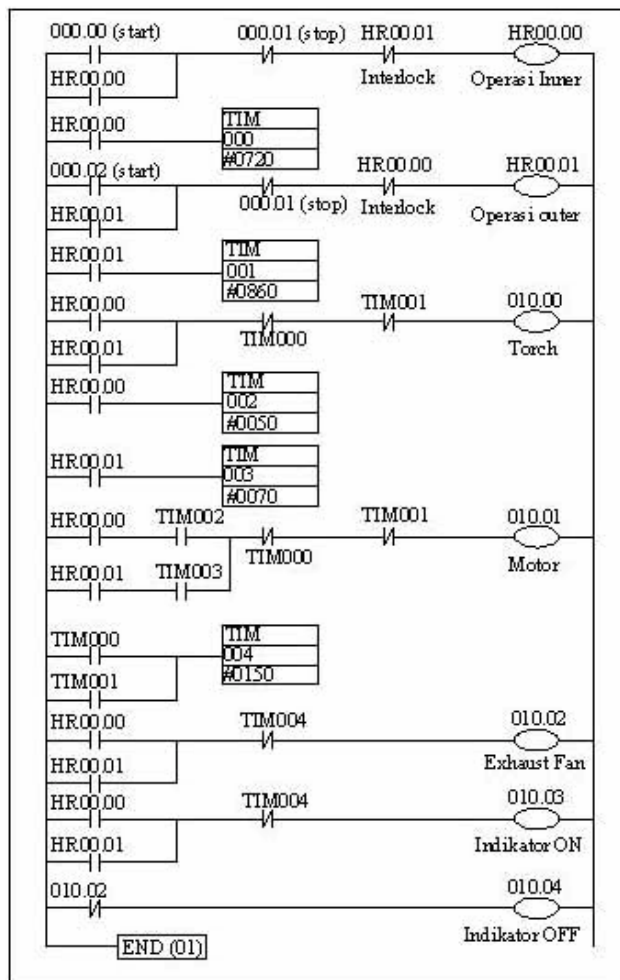 000.00 (start) 000.01 (stop) HR00.01 HR00.00
HR00.00 Interlock Operasi Inner
HR00.00 TIM
000
#0720
000.02 (start) HR00.00 HR00.01
HR00.01 000.01 (stop) Interlock Operasi outer
HR00.01 TIM
001
#0860
HR00.00 TIM001 010.00
HR00.01 TIM000 Torch
HR00.00 TIM
002
#0050
HR00.01 TIM
003
#0070
HR00.00 TIM002 TIM001 010.01
HR00.01 TIM003 TIM000 Motor
TIM000 TIM
004
#0150
TIM001
HR00.00 TIM004 010.02
HR00.01 Exhaust Fan
HR00.00 TIM004 010.03
HR00.01 Indikator ON
010.02 010.04
Indikator OFF
END (01)